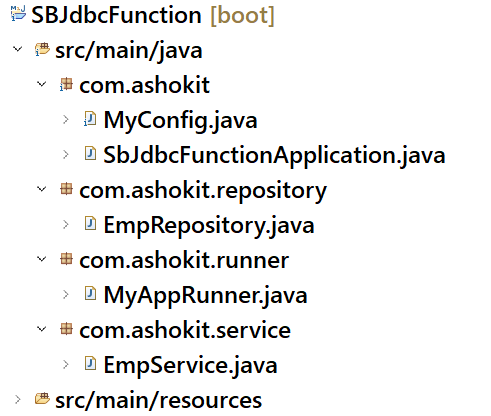 SBJdbcFunction [boot]
src/main/java
com.ashokit
MyConfig.java
SbJdbcFunctionApplication.java
com.ashokit.repository
EmpRepository.java
com.ashokit.runner
MyAppRunner.java
com.ashokit.service
EmpService.java
src/main/resources